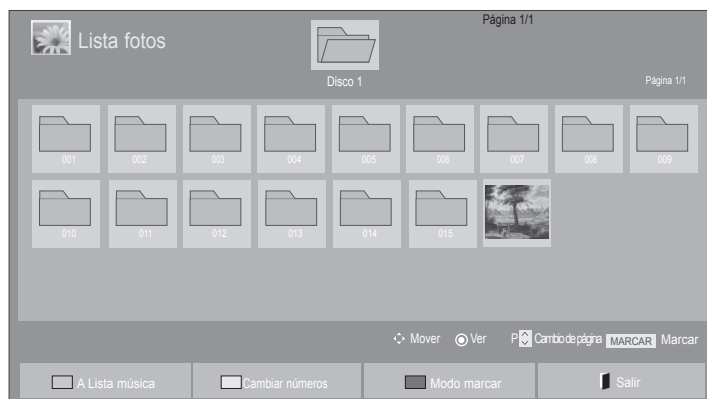 Página 1/1
Lista fotos
Disco 1
Página 1/1
001 002 003 004 005 006 007 008 009
010 011 012 013 014 015
Mover Ver P Cambio de página MARCAR Marcar
A Lista música Cambiar números Modo marcar Salir